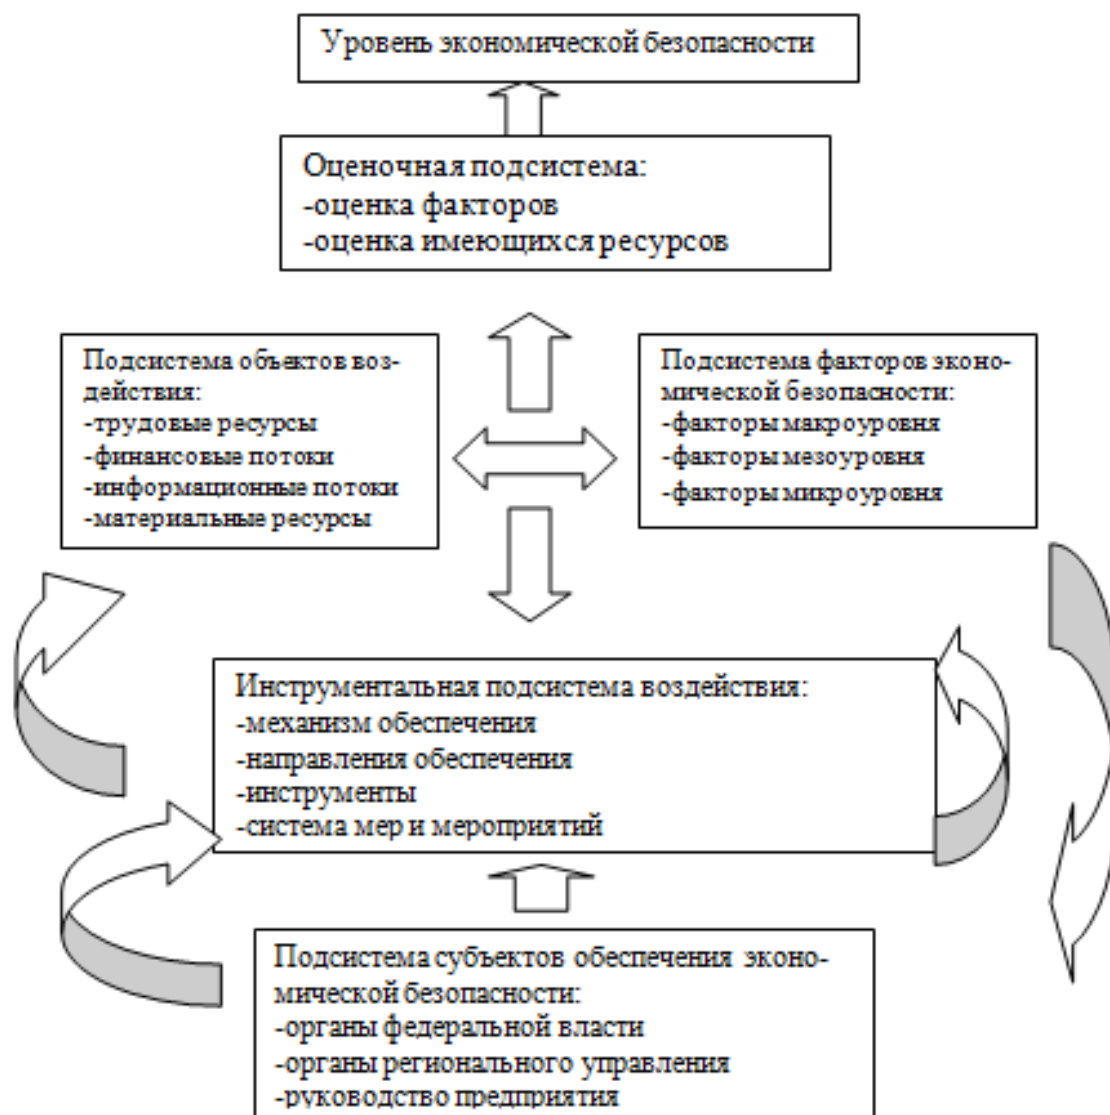 Уровень экономической безопасности
Оценочная подсистема:
-оценка факторов
-оценка имеющихся ресурсов
Подсистема объектов воз-
действия:
-трудовые ресурсы
-финансовые потоки
-информационные потоки
-материальные ресурсы
Подсистема факторов эконо-
мической безопасности:
-факторы макроуровня
-факторы мезоуровня
-факторы микроуровня
Инструментальная подсистема воздействия:
-механизм обеспечения
-направления обеспечения
-инструменты
-система мер и мероприятий
Подсистема субъектов обеспечения эконо-
мической безопасности:
-органы федеральной власти
-органы регионального управления
-руководство предприятия